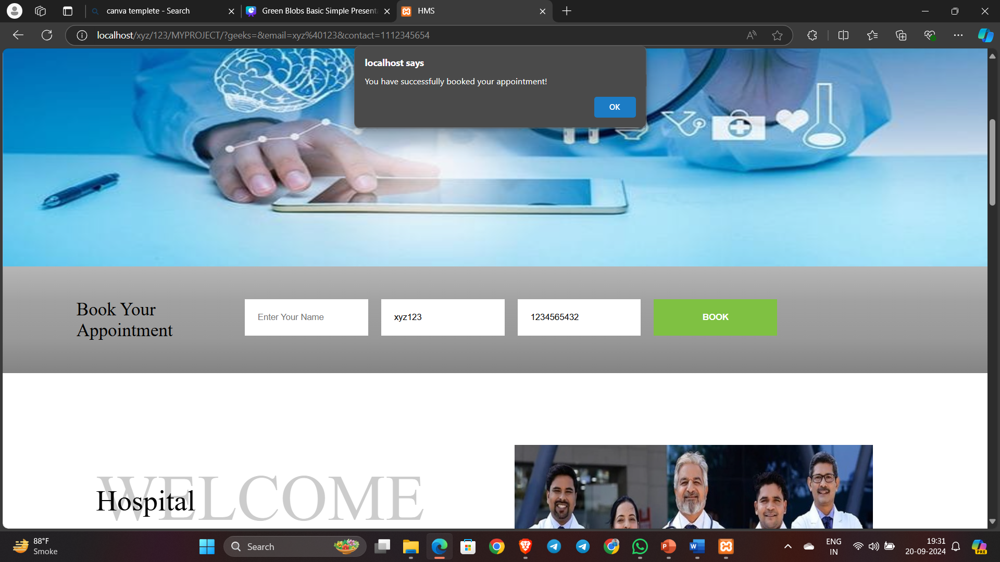 canva templete - Search
Green Blobs Basic Simple Present
HMS
localhost/xyz/123/MYPROJECT/?geeks=&email=xyz%40123&contact=1112345654
localhost says
You have successfully booked your appointment!
OK
Book Your
Appointment
Enter Your Name
xyz123
1234565432
BOOK
WELCOME
Hospital
88°F
Smoke
Search
ENG
IN
19:31
20-09-2024